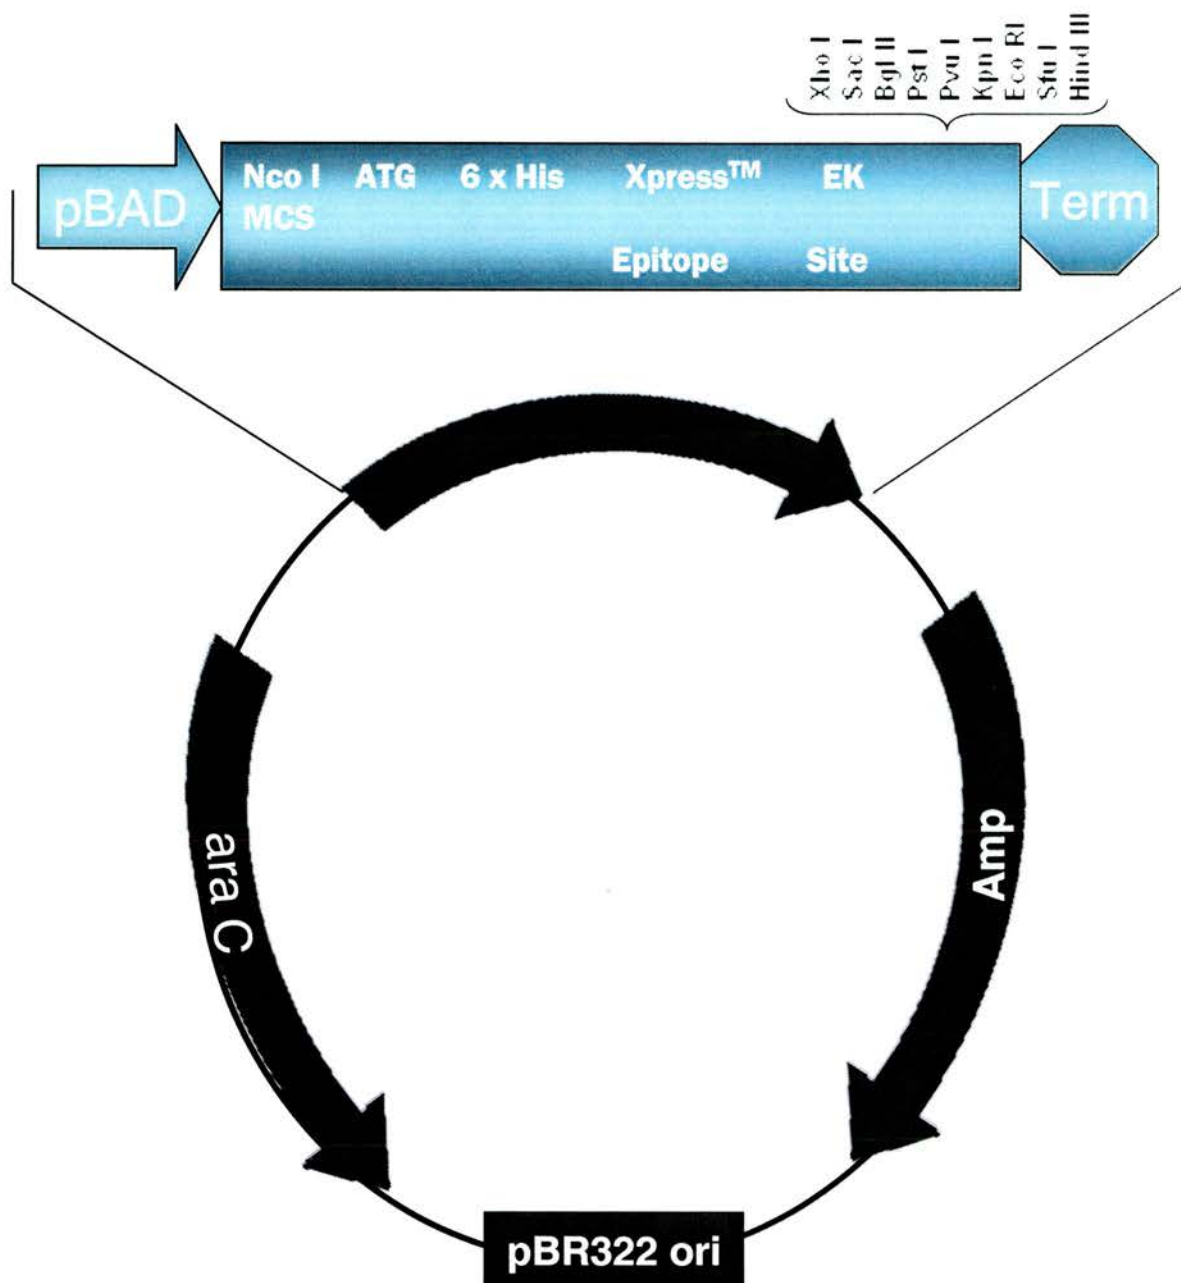 Xho I
Sac I
Bgl II
Pst I
Pvu I
Kpn I
Eco RI
Stu I
Hind III
pBAD
Nco I ATG 6 x His Xpress™ EK
MCS
Epitope Site
Term
ara C
Amp
pBR322 ori